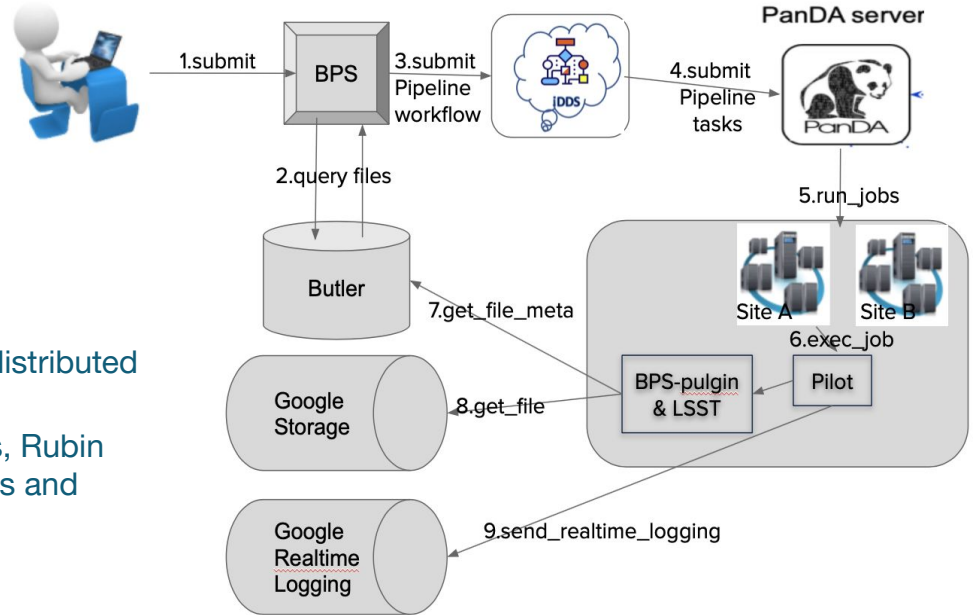 PanDA server
1.submit
BPS
3.submit
Pipeline
workflow
iDDS
4.submit
Pipeline
tasks
PanDA
2.query files
5.run_jobs
Butler
Site A
Site B
7.get_file_meta
6.exec_job
distributed
Google
Storage
8.get_file
BPS-pulgin
& LSST
Pilot
s, Rubin
s and
Google
Realtime
Logging
9.send_realtime_logging